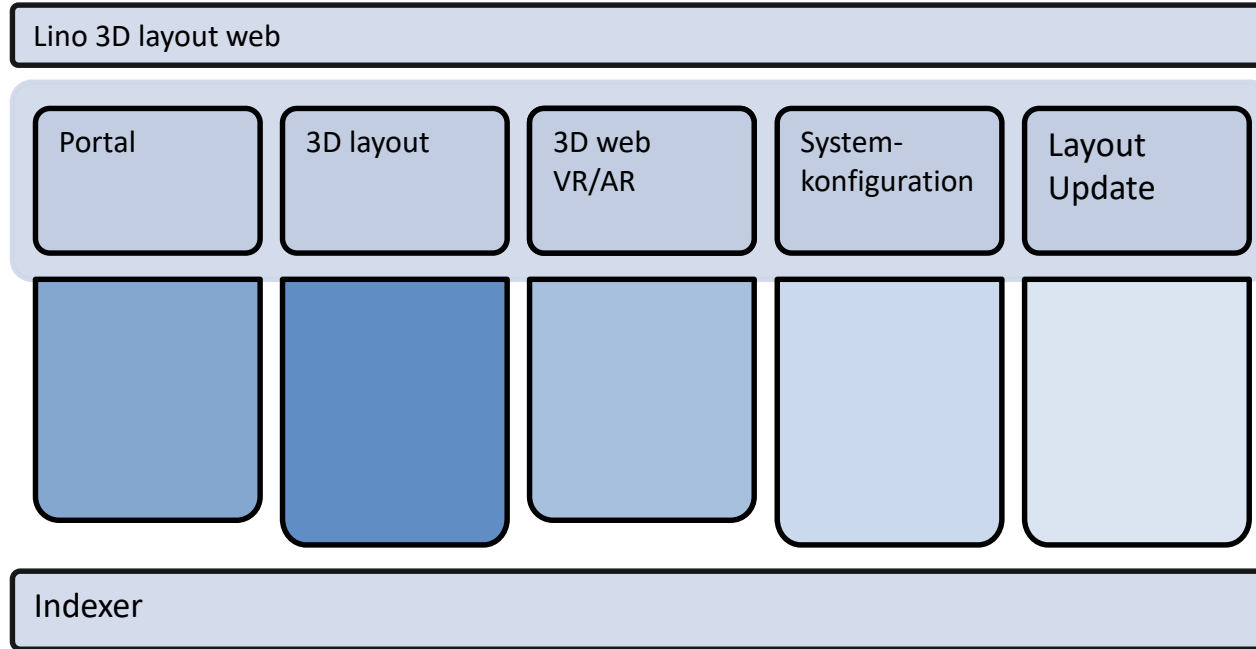 Lino 3D layout web
Portal
3D layout
3D web
VR/AR
System-
konfiguration
Layout
Update
Indexer